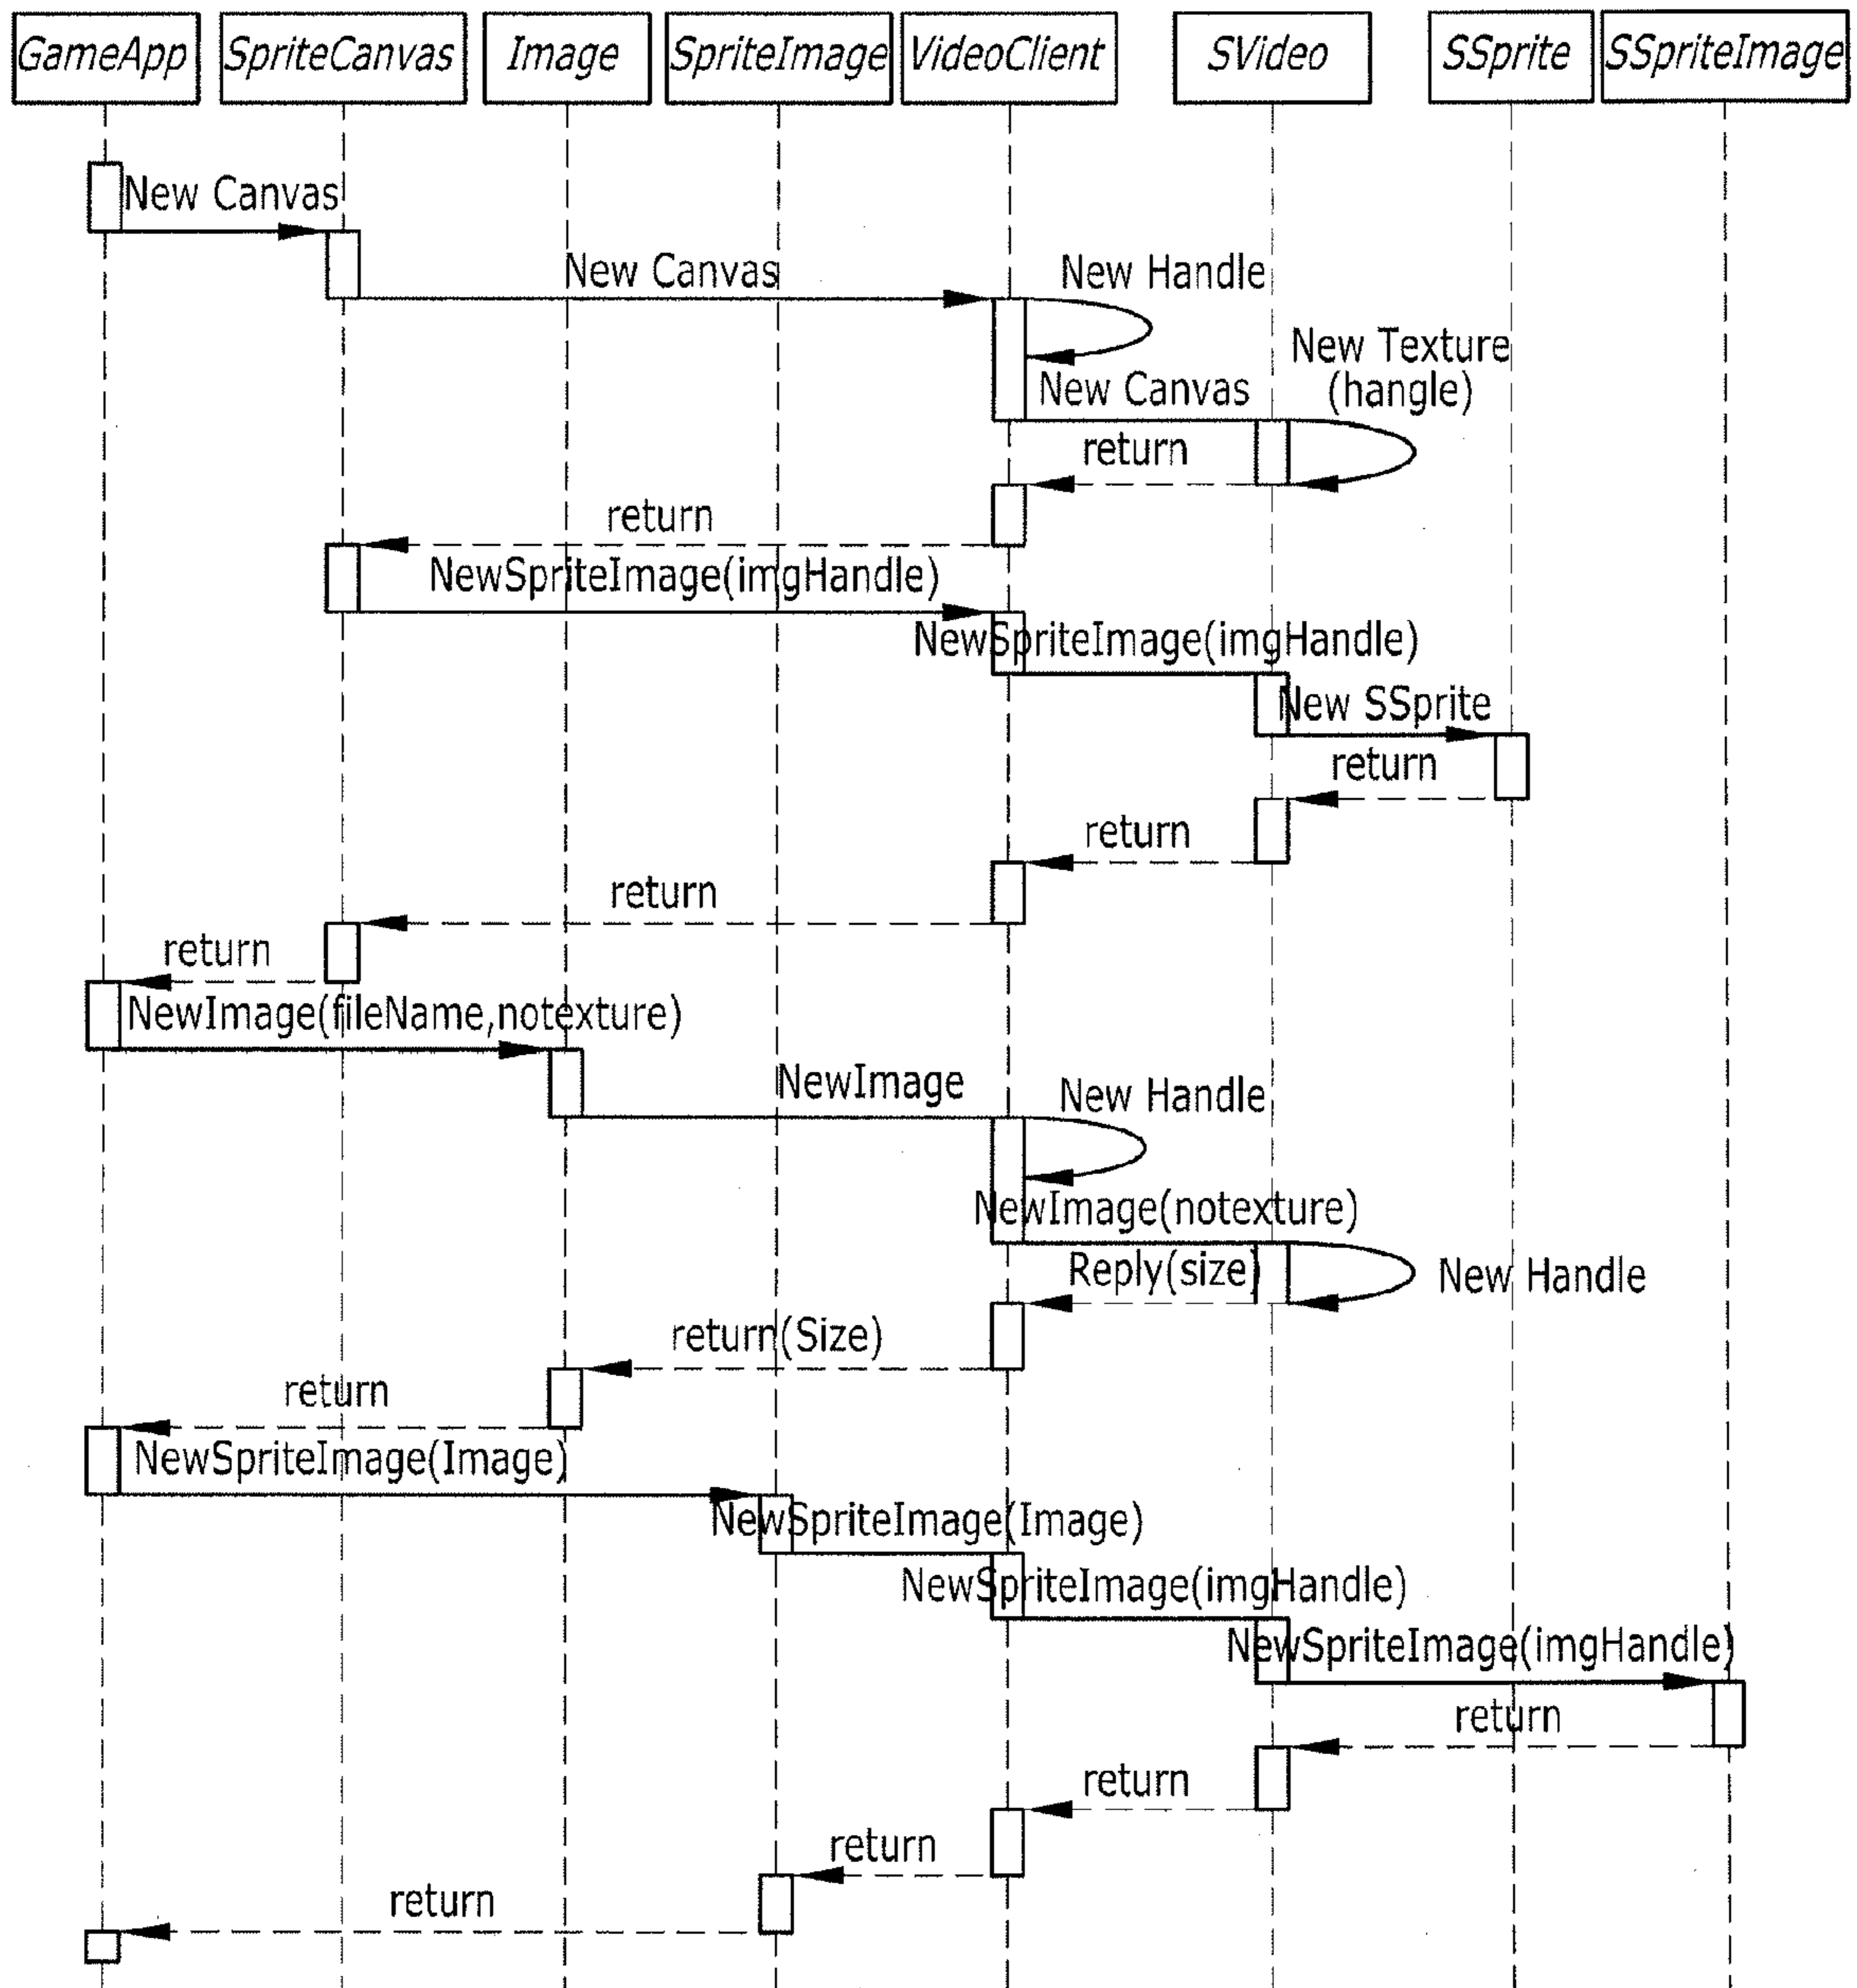 GameApp
SpriteCanvas
Image
SpriteImage
VideoClient
SVideo
SSprite
SSpriteImage
New Canvas
New Canvas
New Handle
New Texture
(hangle)
New Canvas
return
return
NewSpriteImage(imgHandle)
NewSpriteImage(imgHandle)
New SSprite
return
return
return
return
NewImage(fileName,notexture)
NewImage
New Handle
NewImage(notexture)
Reply(size)
New Handle
return(Size)
return
NewSpriteImage(Image)
NewSpriteImage(Image)
NewSpriteImage(imgHandle)
NewSpriteImage(imgHandle)
return
return
return
return